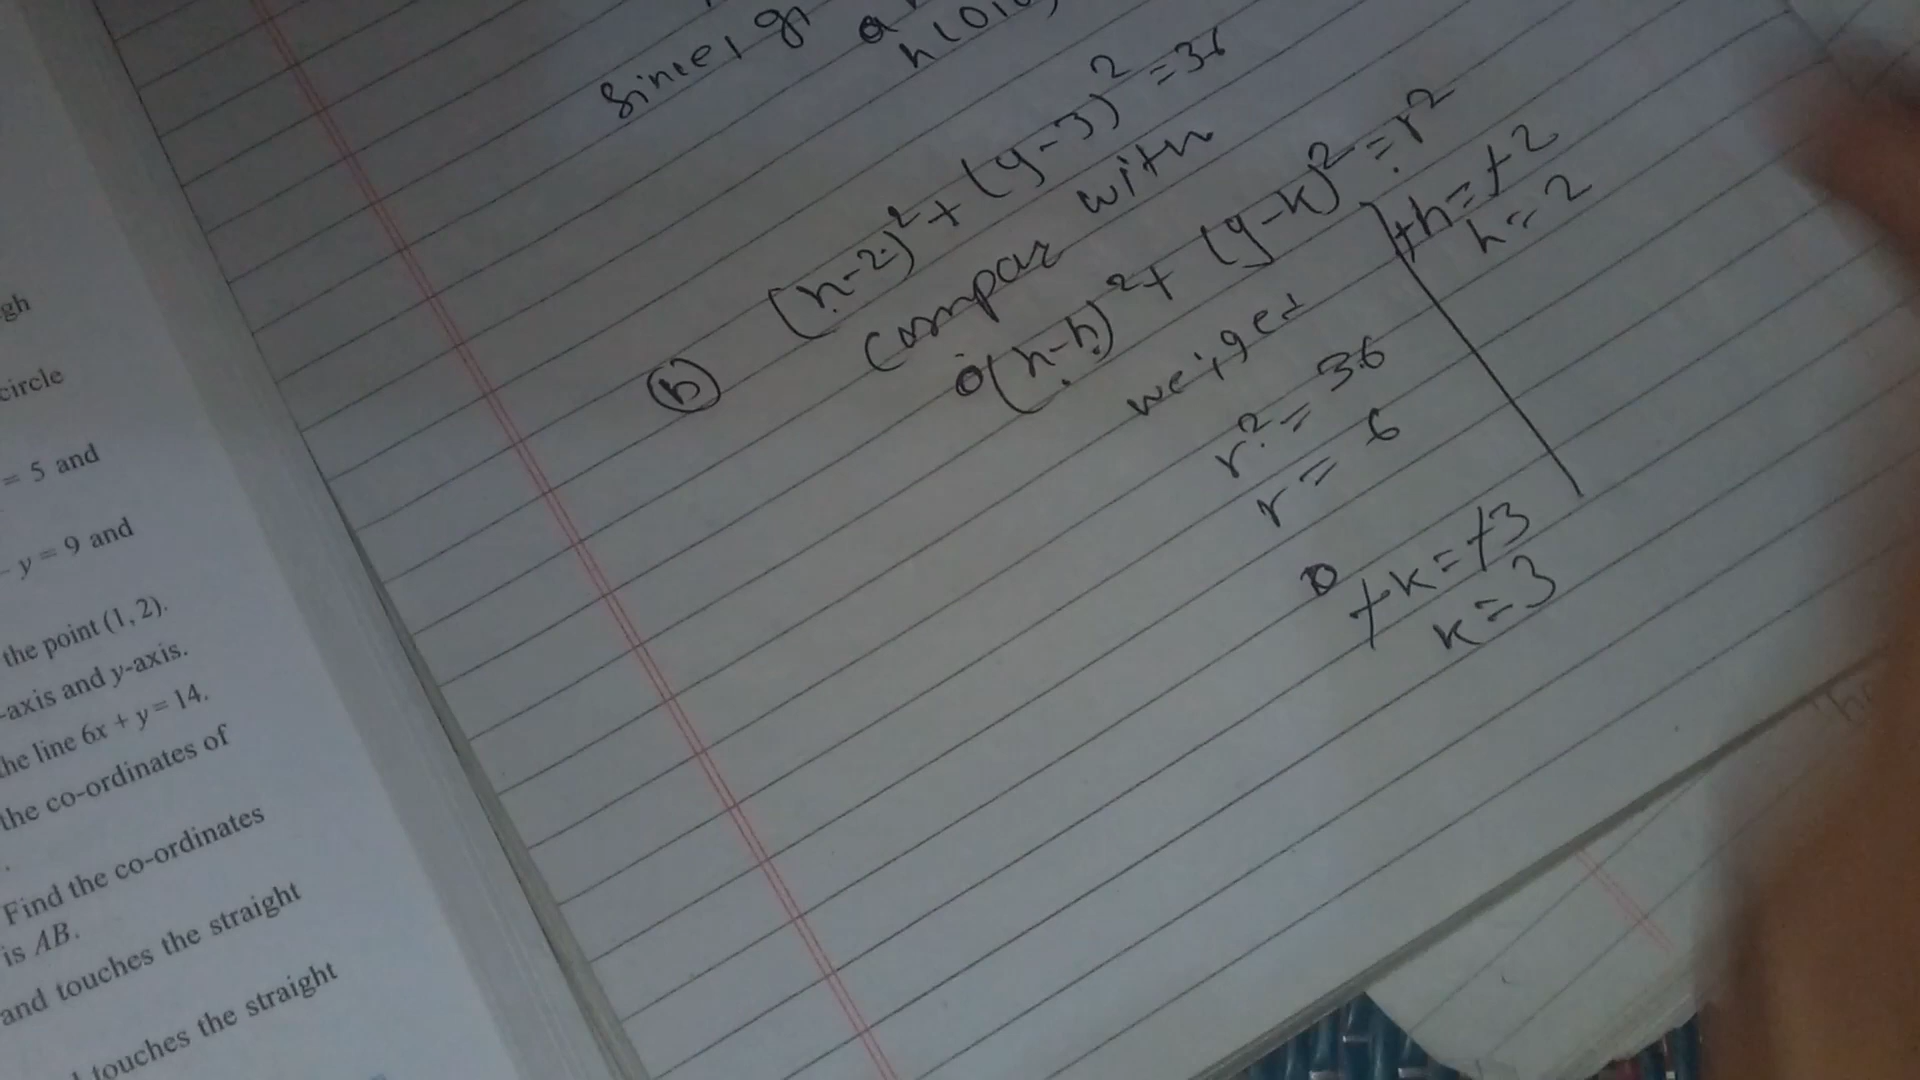 gh
circle
= 5 and
- y = 9 and
the point (1, 2).
-axis and y-axis.
the line 6x + y = 14.
the co-ordinates of
Find the co-ordinates
is AB.
and touches the straight
touches the straight
Since, gi
(b) (x-2)²+(y-3)²=36
Compar with
(x-h)²+(y-k)²=r²
we, get
r²=36
r=6
+h=+2
h=2
+k=+3
k=3